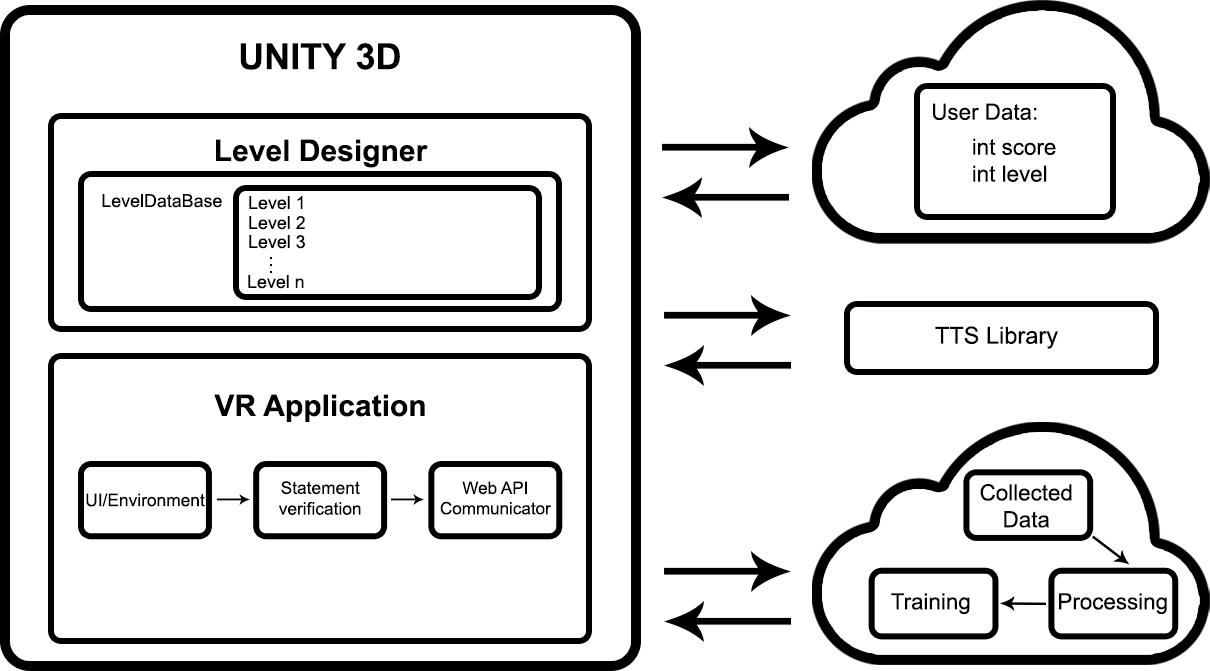 UNITY 3D
Level Designer
LevelDataBase
Level 1
Level 2
Level 3
⋮
Level n
VR Application
UI/Environment
Statement
verification
Web API
Communicator
User Data:
int score
int level
TTS Library
Collected
Data
Processing
Training